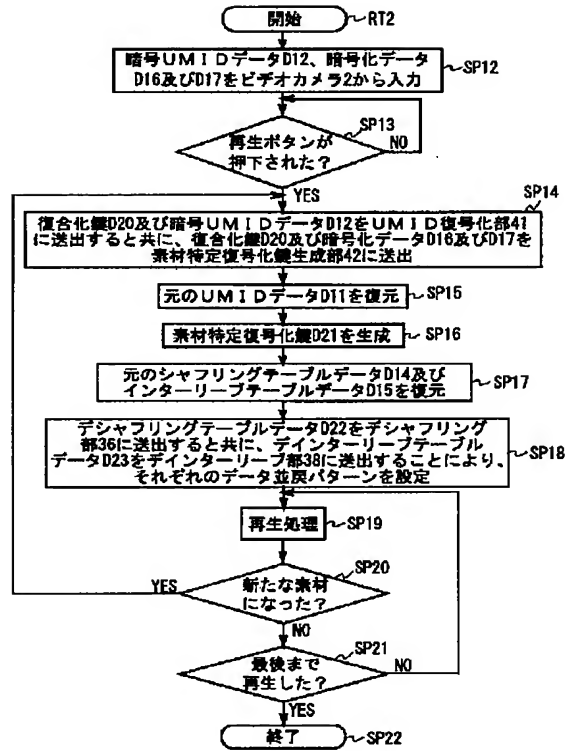 開始
RT2
暗号UMIDデータD12、暗号化データ
D16及びD17をビデオカメラ2から入力
SP12
SP13
再生ボタンが
押下された?
NO
YES
SP14
復合化鍵D20及び暗号UMIDデータD12をUMID復号化部41
に送出すると共に、復合化鍵D20及び暗号化データD16及びD17を
素材特定復号化鍵生成部42に送出
元のUMIDデータD11を復元
SP15
素材特定復号化鍵D21を生成
SP16
元のシャフリングテーブルデータD14及び
インターリーブテーブルデータD15を復元
SP17
デシャフリングテーブルデータD22をデシャフリング
部36に送出すると共に、デインターリーブテーブル
データD23をデインターリーブ部38に送出することにより、
それぞれのデータ並戻パターンを設定
SP18
再生処理
SP19
SP20
新たな素材
になった?
YES
NO
SP21
最後まで
再生した?
NO
YES
終了
SP22